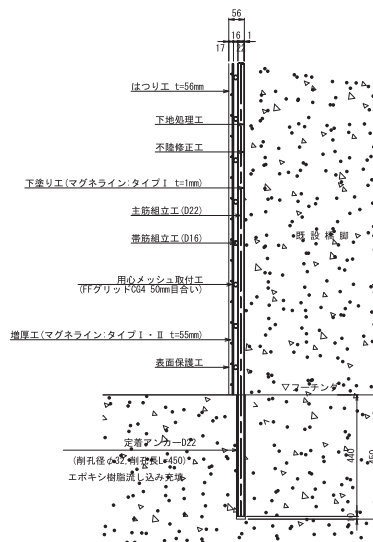 56
17 16 22 1
はつり工 t=56mm
下地処理工
不陸修正工
下塗り工(マグネライン:タイプⅠ t=1mm)
主筋組立工(D22)
帯筋組立工(D16)
既設橋脚
用心メッシュ取付工
(FFグリッドCG4 50mm目合い)
増厚工(マグネライン:タイプⅠ・Ⅱ t=55mm)
表面保護工
▽フーチング
定着アンカーD22
(削孔径φ32,削孔長L=450)
エポキシ樹脂流し込み充填
440
450
10